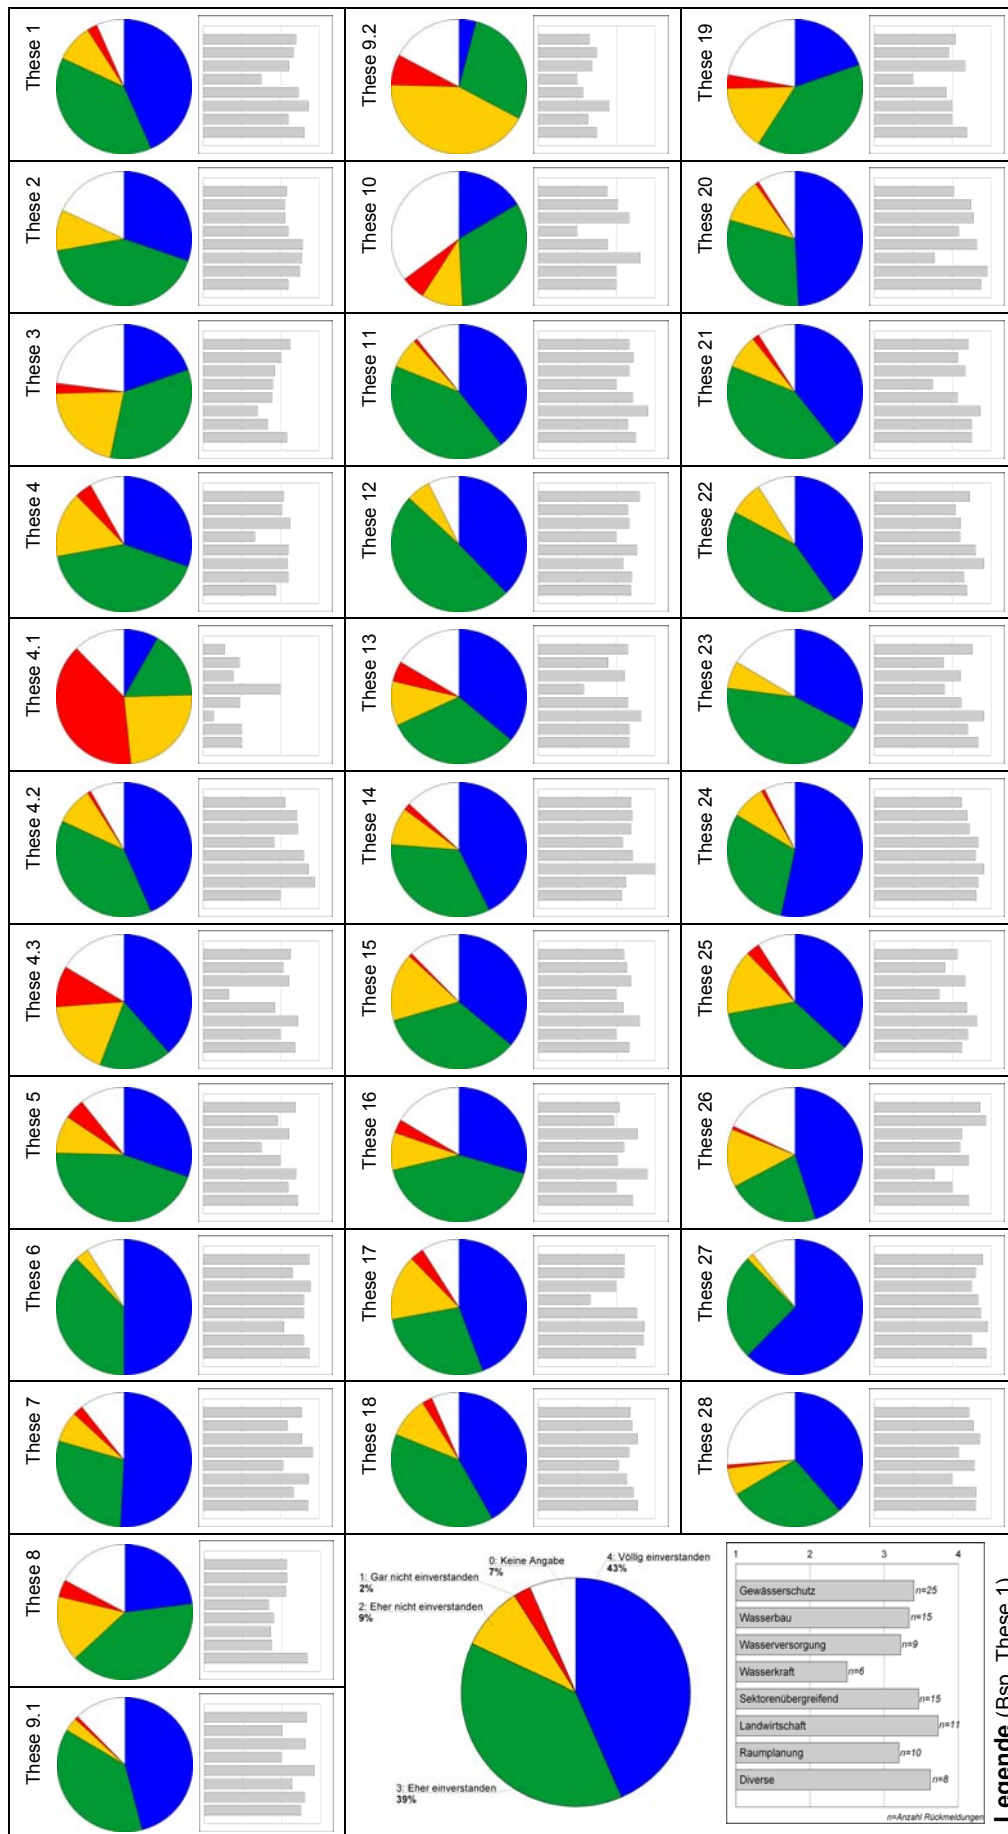 These 1
These 2
These 3
These 4
These 4.1
These 4.2
These 4.3
These 5
These 6
These 7
These 8
These 9.1
These 9.2
These 10
These 11
These 12
These 13
These 14
These 15
These 16
These 17
These 18
These 19
These 20
These 21
These 22
These 23
These 24
These 25
These 26
These 27
These 28
0: Keine Angabe
7%
4: Völlig einverstanden
43%
1: Gar nicht einverstanden
2%
2: Eher nicht einverstanden
9%
3: Eher einverstanden
39%
1 2 3 4
Gewässerschutz n=25
Wasserbau n=15
Wasserversorgung n=9
Wasserkraft n=6
Sektorenübergreifend n=15
Landwirtschaft n=11
Raumplanung n=10
Diverse n=8
n=Anzahl Rückmeldungen
Legende (Bsp. These 1)